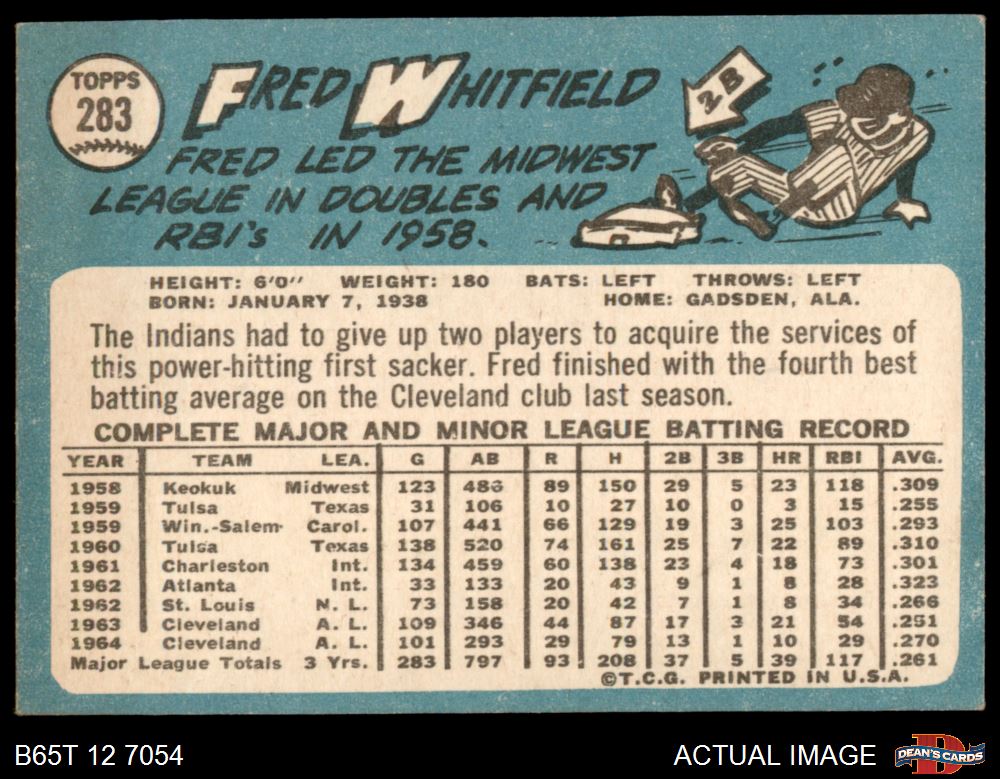 TOPPS
283
FRED WHITFIELD
2B
FRED LED THE MIDWEST
LEAGUE IN DOUBLES AND
RBI's IN 1958.
HEIGHT: 6'0" WEIGHT: 180 BATS: LEFT THROWS: LEFT
BORN: JANUARY 7, 1938 HOME: GADSDEN, ALA.
The Indians had to give up two players to acquire the services of
this power-hitting first sacker. Fred finished with the fourth best
batting average on the Cleveland club last season.
COMPLETE MAJOR AND MINOR LEAGUE BATTING RECORD
YEAR TEAM LEA. G AB R H 2B 3B HR RBI AVG.
1958 Keokuk Midwest 123 486 89 150 29 5 23 118 .309
1959 Tulsa Texas 31 106 10 27 10 0 3 15 .255
1959 Win.-Salem Carol. 107 441 66 129 19 3 25 103 .293
1960 Tulsa Texas 138 520 74 161 25 7 22 89 .310
1961 Charleston Int. 134 459 60 138 23 4 18 73 .301
1962 Atlanta Int. 33 133 20 43 9 1 8 28 .323
1962 St. Louis N. L. 73 158 20 42 7 1 8 34 .266
1963 Cleveland A. L. 109 346 44 87 17 3 21 54 .251
1964 Cleveland A. L. 101 293 29 79 13 1 10 29 .270
Major League Totals 3 Yrs. 283 797 93 208 37 5 39 117 .261
©T.C.G. PRINTED IN U.S.A.
B65T 12 7054 ACTUAL IMAGE DEAN'S CARDS